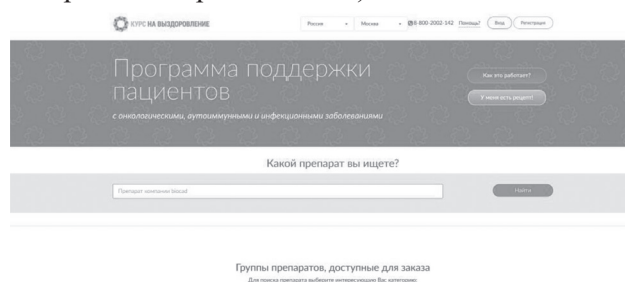 КУРС НА ВЫЗДОРОВЛЕНИЕ
Россия Москва 8-800-2002-142 Помощь! Вход Регистрация
Программа поддержки
пациентов
с онкологическими, аутоиммунными и инфекционными заболеваниями
Как это работает?
У меня есть рецепт!
Какой препарат вы ищете?
Препарат компании biocad
Найти
Группы препаратов, доступные для заказа
Для поиска препарата выберите интересующую Вас категорию: